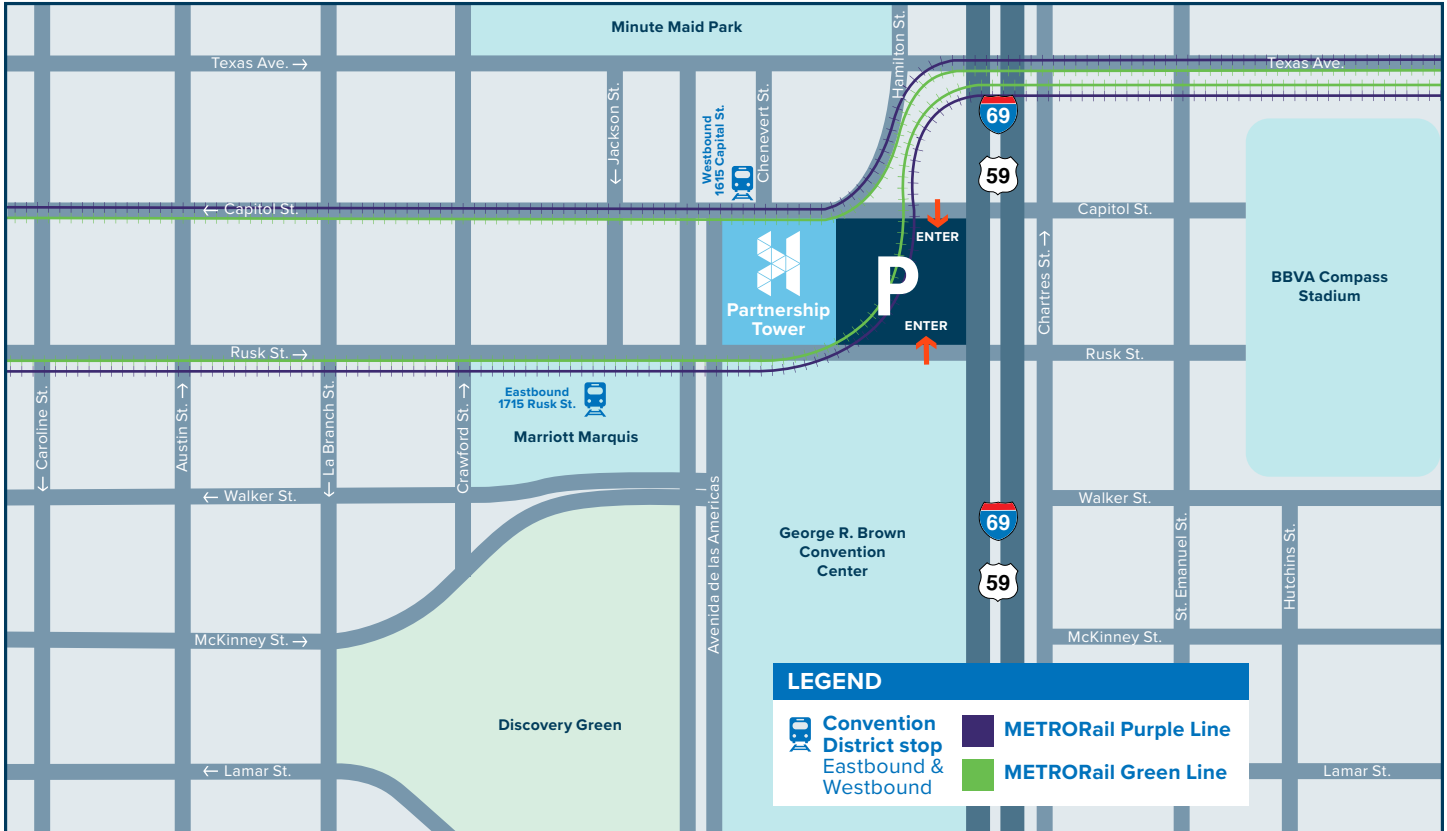 Minute Maid Park
Hamilton St.
Texas Ave. →
Texas Ave.
69
59
← Jackson St.
Westbound
1615 Capital St.
Chenevert St.
← Capitol St.
Capitol St.
ENTER
P
ENTER
Partnership
Tower
Chartres St. →
BBVA Compass
Stadium
Rusk St. →
Rusk St.
← Caroline St.
Austin St. →
← La Branch St.
Crawford St. →
Eastbound
1715 Rusk St.
Marriott Marquis
← Walker St.
Walker St.
Avenida de las Americas
George R. Brown
Convention
Center
69
59
St. Emanuel St.
Hutchins St.
McKinney St. →
McKinney St.
Discovery Green
← Lamar St.
Lamar St.
LEGEND
Convention
District stop
Eastbound &
Westbound
METRORail Purple Line
METRORail Green Line